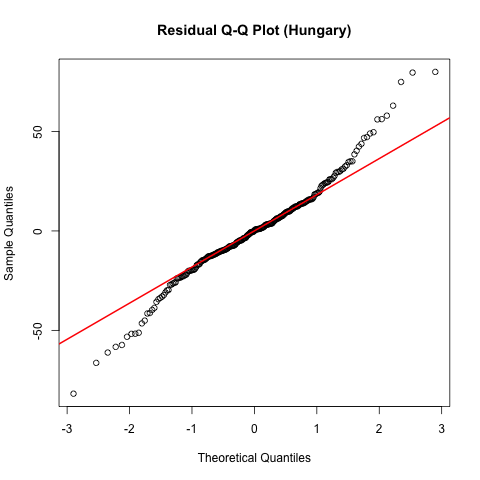 Residual Q-Q Plot (Hungary)
Sample Quantiles
50
0
-50
-3 -2 -1 0 1 2 3
Theoretical Quantiles